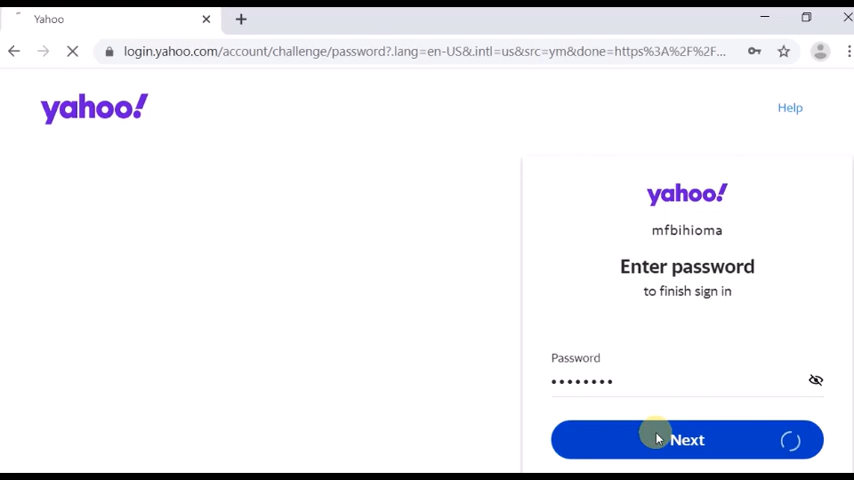 Yahoo
login.yahoo.com/account/challenge/password?.lang=en-US&.intl=us&src=ym&done=https%3A%2F%2F...
yahoo!
Help
yahoo!
mfbihioma
Enter password
to finish sign in
Password
Next